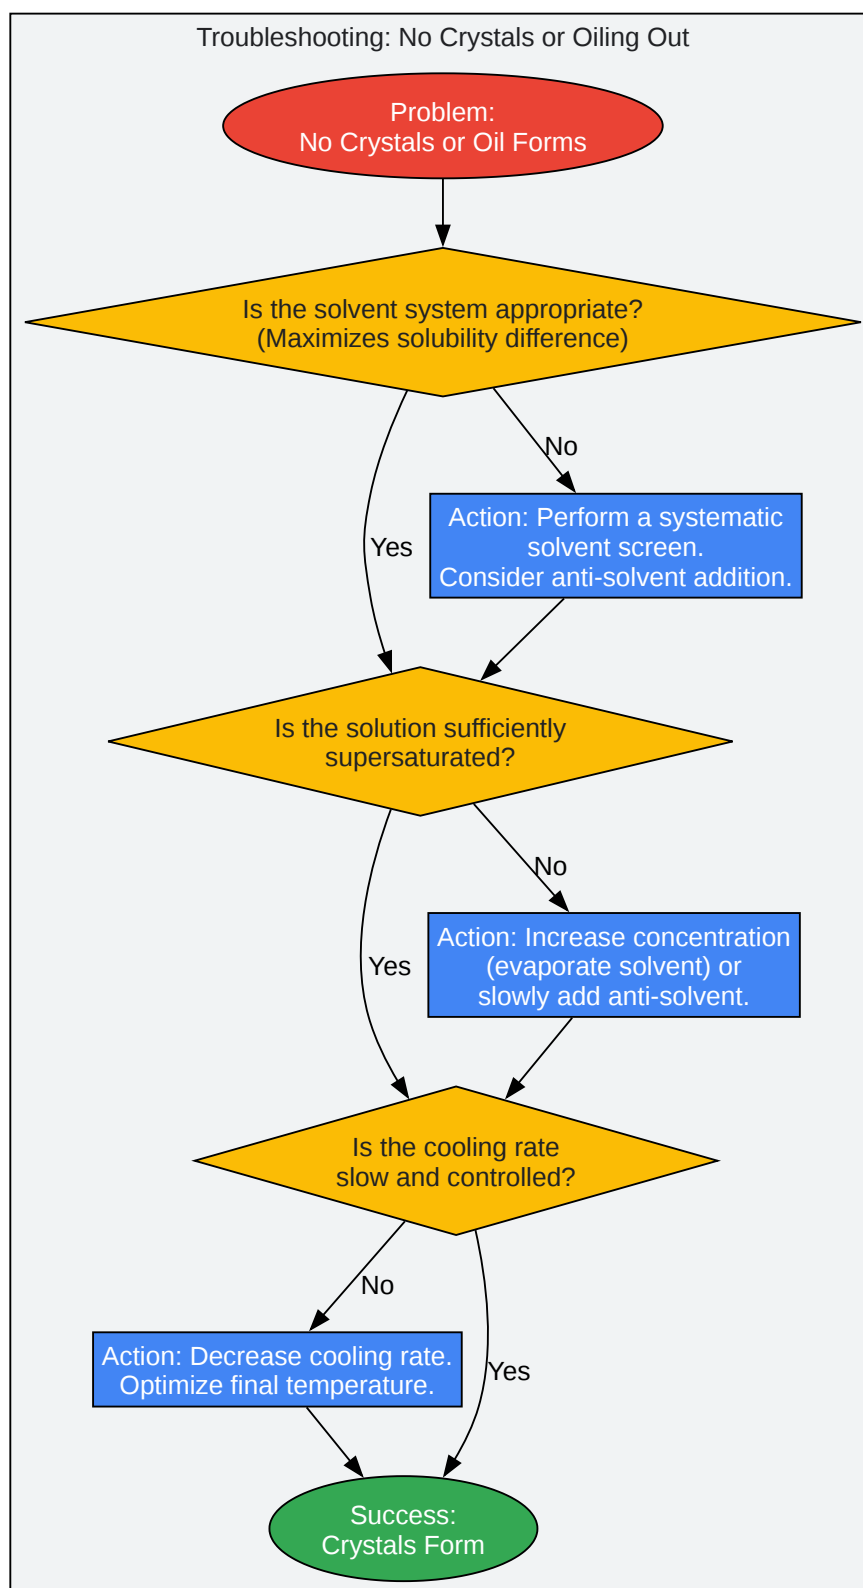 Troubleshooting: No Crystals or Oiling Out
Problem:
No Crystals or Oil Forms
Is the solvent system appropriate?
(Maximizes solubility difference)
No
Action: Perform a systematic
solvent screen.
Consider anti-solvent addition.
Yes
Is the solution sufficiently
supersaturated?
No
Action: Increase concentration
(evaporate solvent) or
slowly add anti-solvent.
Yes
Is the cooling rate
slow and controlled?
No
Action: Decrease cooling rate.
Optimize final temperature.
Yes
Success:
Crystals Form